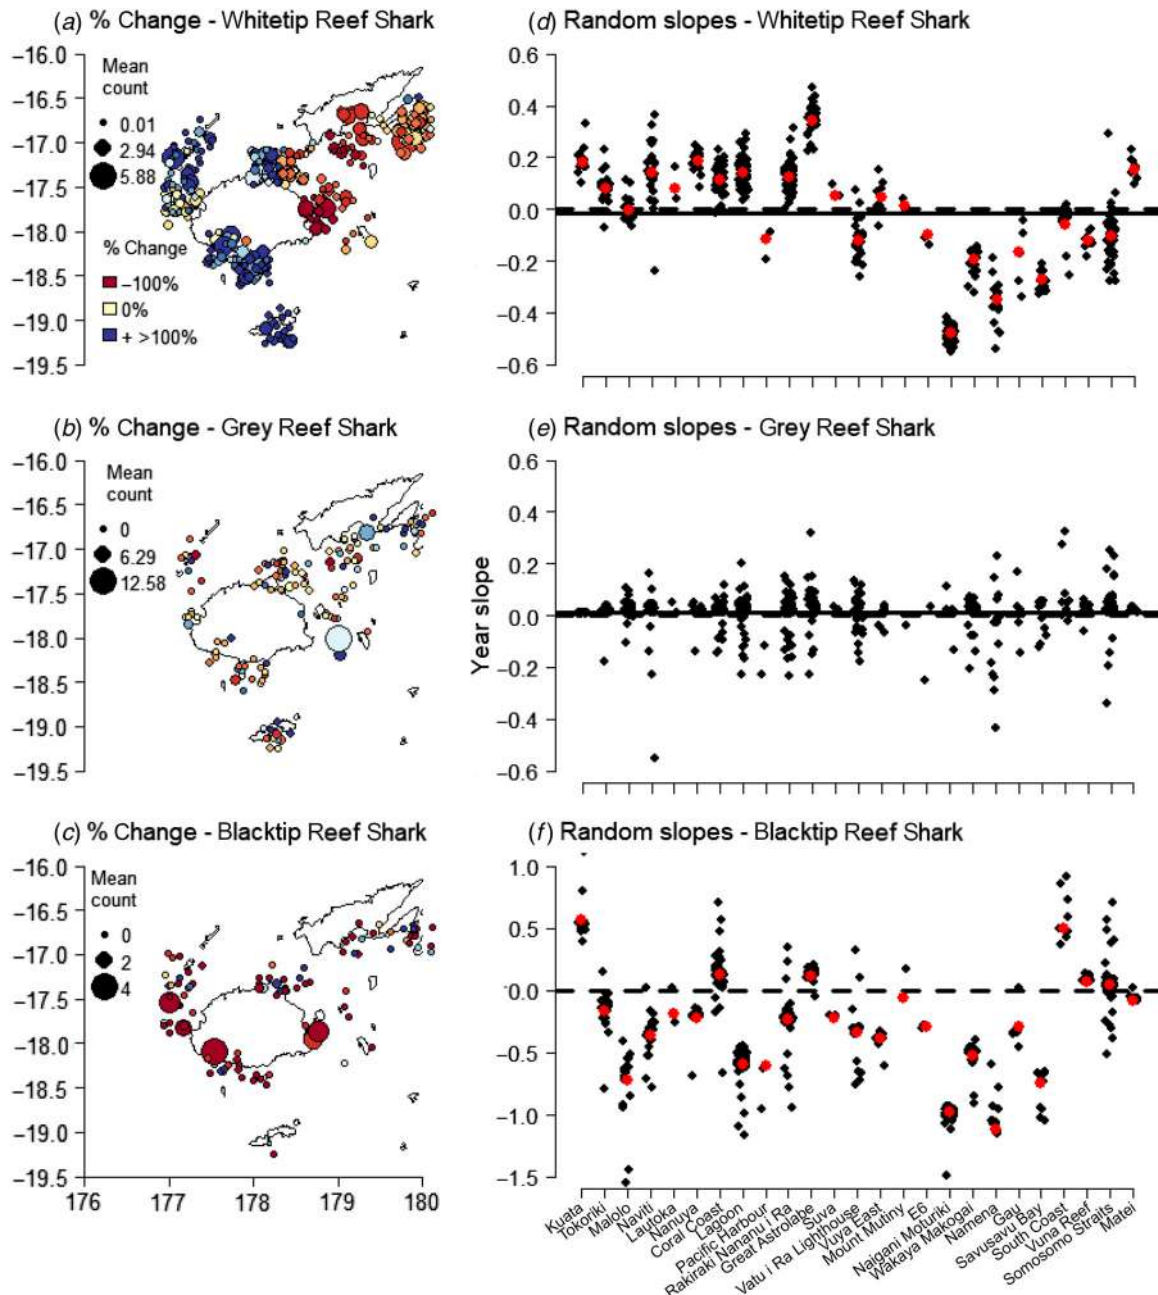 (a) % Change - Whitetip Reef Shark
−16.0
−16.5
−17.0
−17.5
−18.0
−18.5
−19.0
−19.5
Mean
count
0.01
2.94
5.88
% Change
−100%
0%
+ >100%
(d) Random slopes - Whitetip Reef Shark
0.6
0.4
0.2
0.0
−0.2
−0.4
−0.6
(b) % Change - Grey Reef Shark
−16.0
−16.5
−17.0
−17.5
−18.0
−18.5
−19.0
−19.5
Mean
count
0
6.29
12.58
(e) Random slopes - Grey Reef Shark
Year slope
0.6
0.4
0.2
0.0
−0.2
−0.4
−0.6
(c) % Change - Blacktip Reef Shark
−16.0
−16.5
−17.0
−17.5
−18.0
−18.5
−19.0
−19.5
Mean
count
0
2
4
176
177
178
179
180
(f) Random slopes - Blacktip Reef Shark
1.0
0.5
0.0
−0.5
−1.0
−1.5
Kuata
Tokoriki
Malolo
Naviti
Lautoka
Nanuya
Coral Coast
Lagoon
Pacific Harbour
Rakiraki Nananu i Ra
Great Astrolabe
Suva
Vatu i Ra Lighthouse
Vuya East
Mount Mutiny
E6
Naigani Moturiki
Wakaya Makogai
Namena
Gau
Savusavu Bay
South Coast
Vuna Reef
Somosomo Straits
Matei